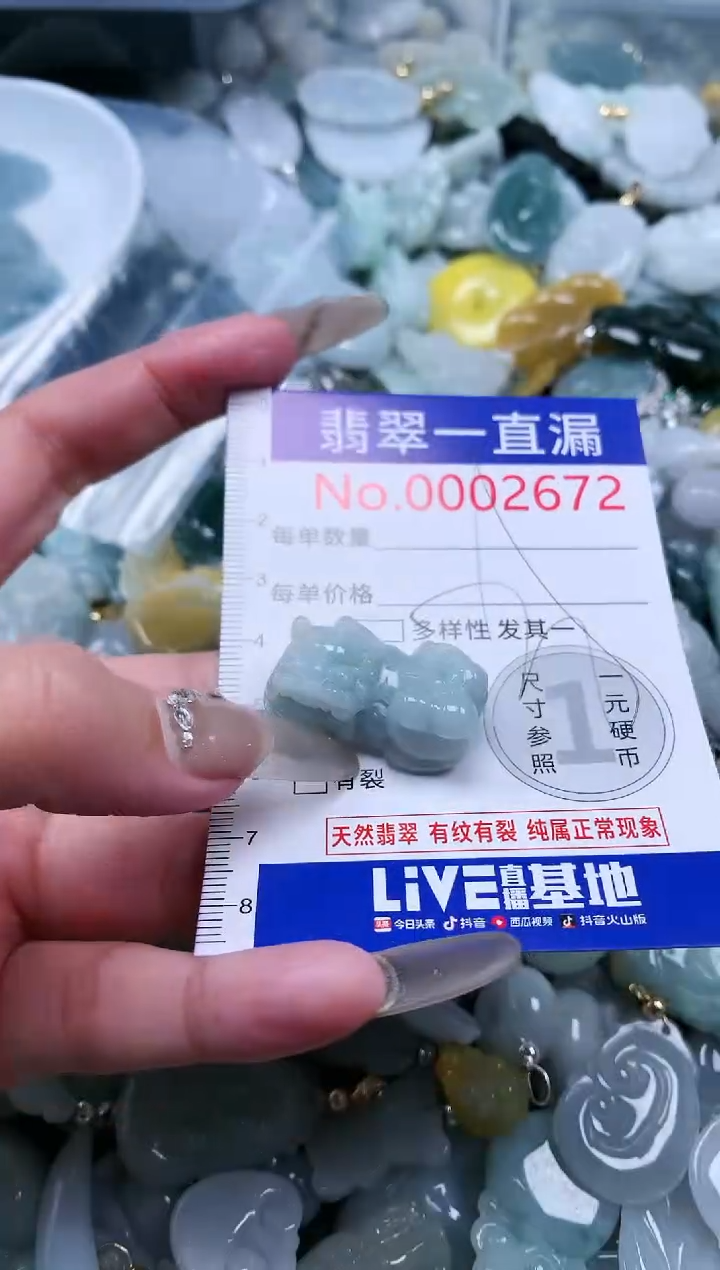 翡翠一直漏
No.0002672
每单数量
每单价格
多样性 发其一
尺寸参照
1
一元硬币
有裂
天然翡翠 有纹有裂 纯属正常现象
LiVE直播基地
今日头条 抖音 西瓜视频 抖音火山版
1
2
3
4
7
8